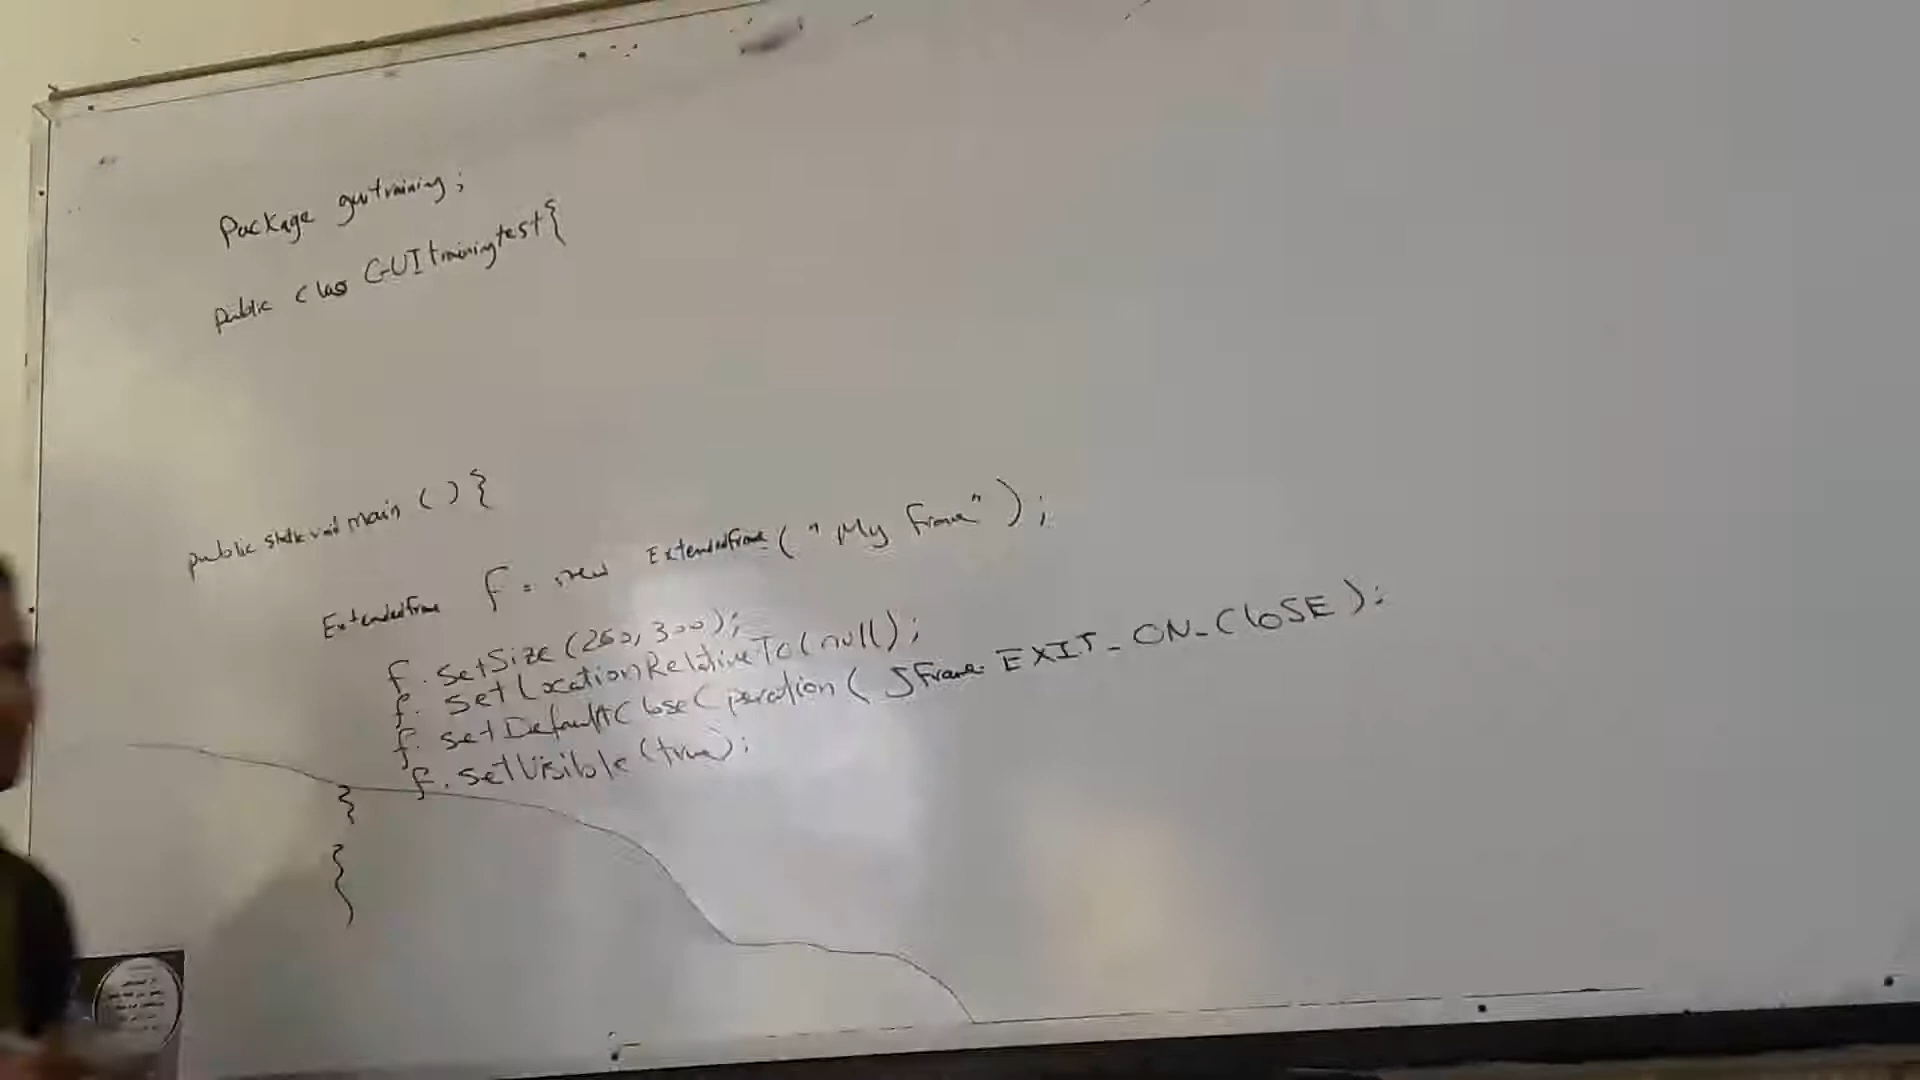 Package guitraining;
public class GUItrainingtest{
public static void main () {
Extendedframe f = new Extendedframe ( " My Frame " ) ;
f. setSize (250, 300);
f. setLocationRelativeTo (null);
f. setDefaultCloseOperation ( JFrame. EXIT_ON_CLOSE );
f. setVisible (true);
}
}